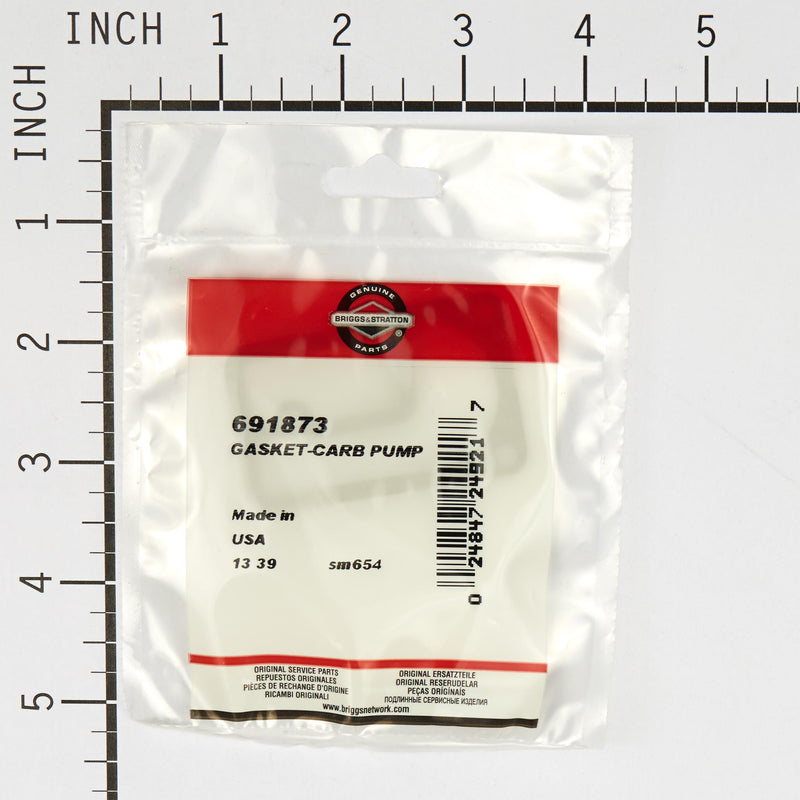 INCH 1 2 3 4 5
INCH
1
2
3
4
5
GENUINE
BRIGGS&STRATTON
®
PARTS
691873
GASKET-CARB PUMP
Made in
USA
13 39 sm654
0 24847 24921 7
ORIGINAL SERVICE PARTS
REPUESTOS ORIGINALES
PIÈCES DE RECHANGE D'ORIGINE
RICAMBI ORIGINALI
ORIGINAL ERSATZTEILE
ORIGINAL RESERUDELAR
PEÇAS ORIGINAIS
ПОДЛИННЫЕ СЕРВИСНЫЕ ИЗДЕЛИЯ
www.briggsnetwork.com